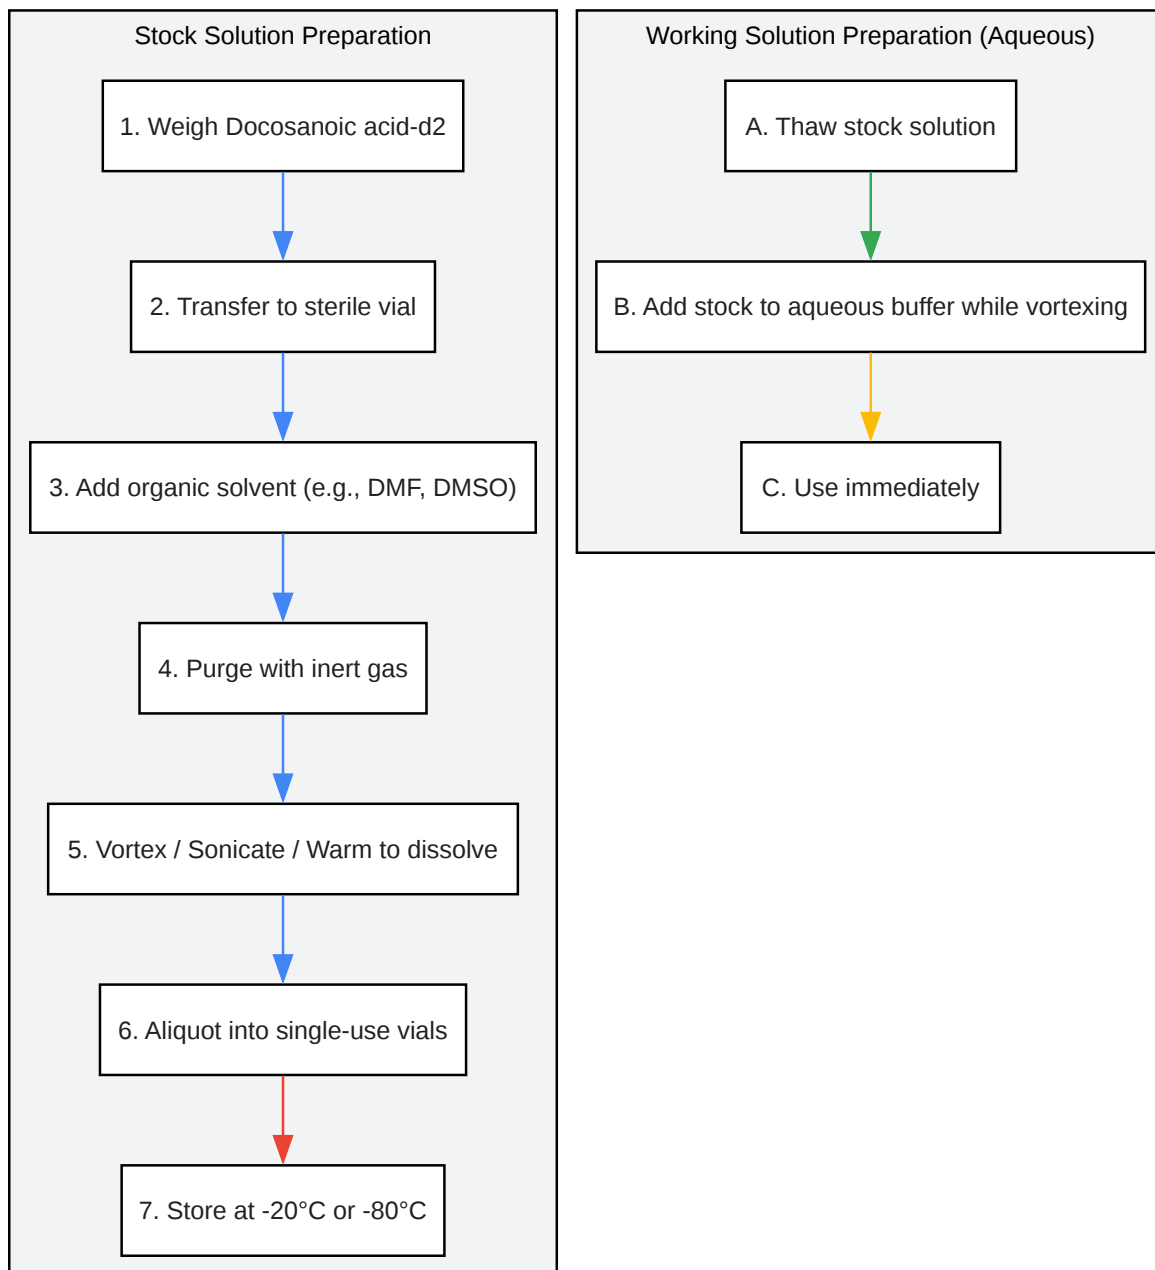 Stock Solution Preparation
1. Weigh Docosanoic acid-d2
2. Transfer to sterile vial
3. Add organic solvent (e.g., DMF, DMSO)
4. Purge with inert gas
5. Vortex / Sonicate / Warm to dissolve
6. Aliquot into single-use vials
7. Store at -20°C or -80°C
Working Solution Preparation (Aqueous)
A. Thaw stock solution
B. Add stock to aqueous buffer while vortexing
C. Use immediately